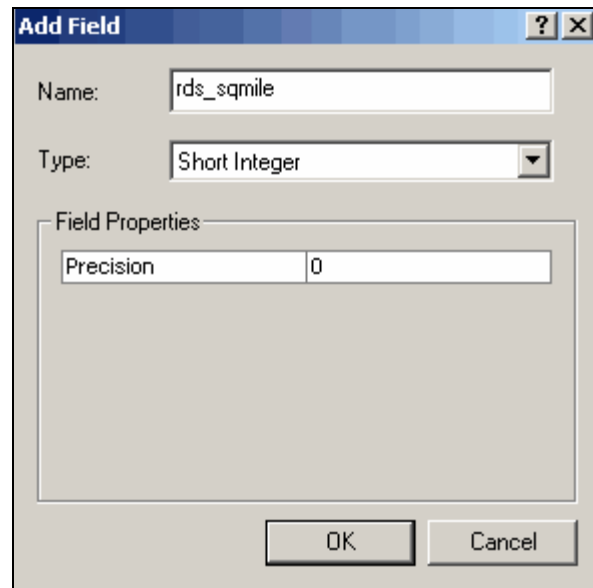 Add Field
Name: rds_sqmile
Type: Short Integer
Field Properties
Precision 0
OK Cancel